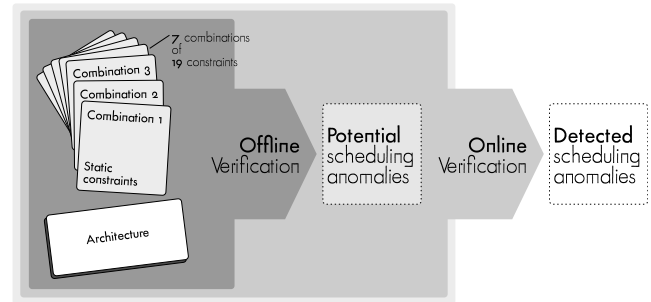 7 combinations
of
19 constraints
Combination 3
Combination 2
Combination 1
Static
constraints
Architecture
Offline
Verification
Potential
scheduling
anomalies
Online
Verification
Detected
scheduling
anomalies